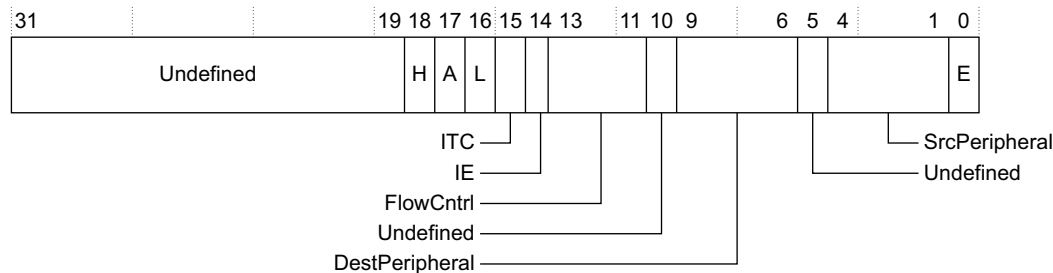 31 19 18 17 16 15 14 13 11 10 9 6 5 4 1 0
Undefined H A L E
ITC SrcPeripheral
IE Undefined
FlowCntrl
Undefined
DestPeripheral